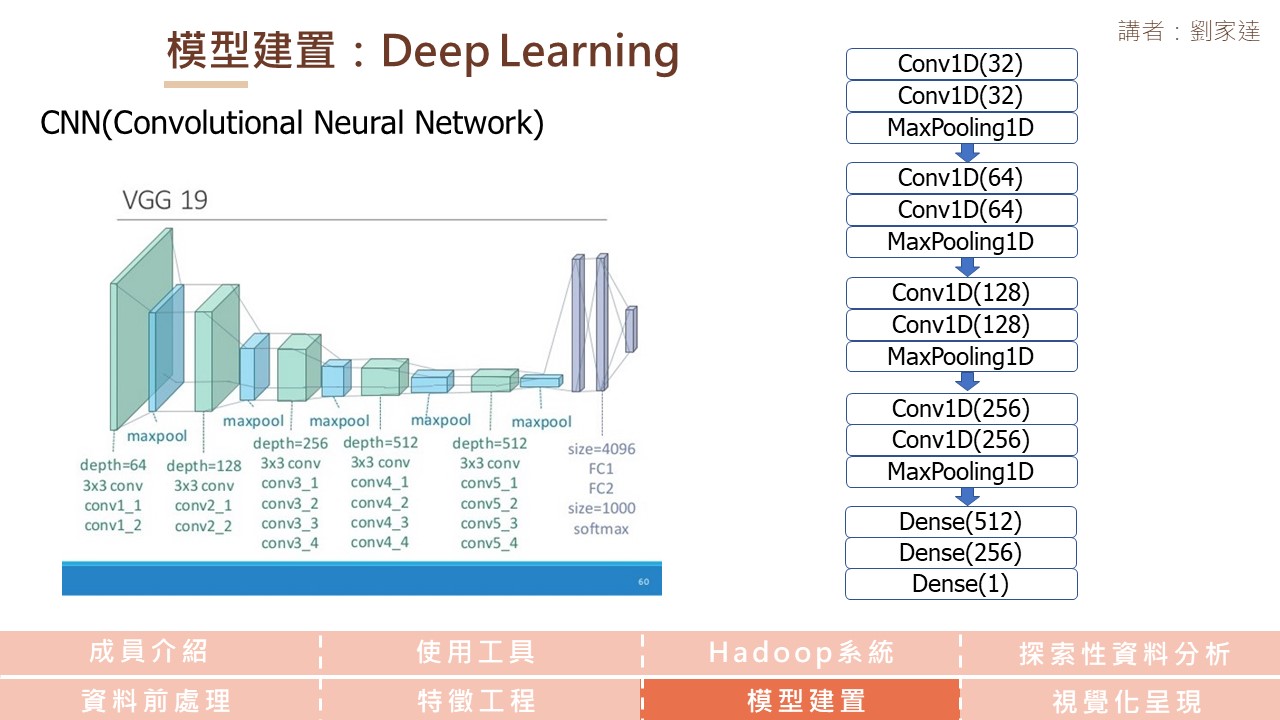 模型建置：Deep Learning
講者：劉家達
CNN(Convolutional Neural Network)
VGG 19
maxpool
maxpool
maxpool
maxpool
maxpool
depth=64
3x3 conv
conv1_1
conv1_2
depth=128
3x3 conv
conv2_1
conv2_2
depth=256
3x3 conv
conv3_1
conv3_2
conv3_3
conv3_4
depth=512
3x3 conv
conv4_1
conv4_2
conv4_3
conv4_4
depth=512
3x3 conv
conv5_1
conv5_2
conv5_3
conv5_4
size=4096
FC1
FC2
size=1000
softmax
60
Conv1D(32)
Conv1D(32)
MaxPooling1D
Conv1D(64)
Conv1D(64)
MaxPooling1D
Conv1D(128)
Conv1D(128)
MaxPooling1D
Conv1D(256)
Conv1D(256)
MaxPooling1D
Dense(512)
Dense(256)
Dense(1)
成員介紹
使用工具
Hadoop系統
探索性資料分析
資料前處理
特徵工程
模型建置
視覺化呈現